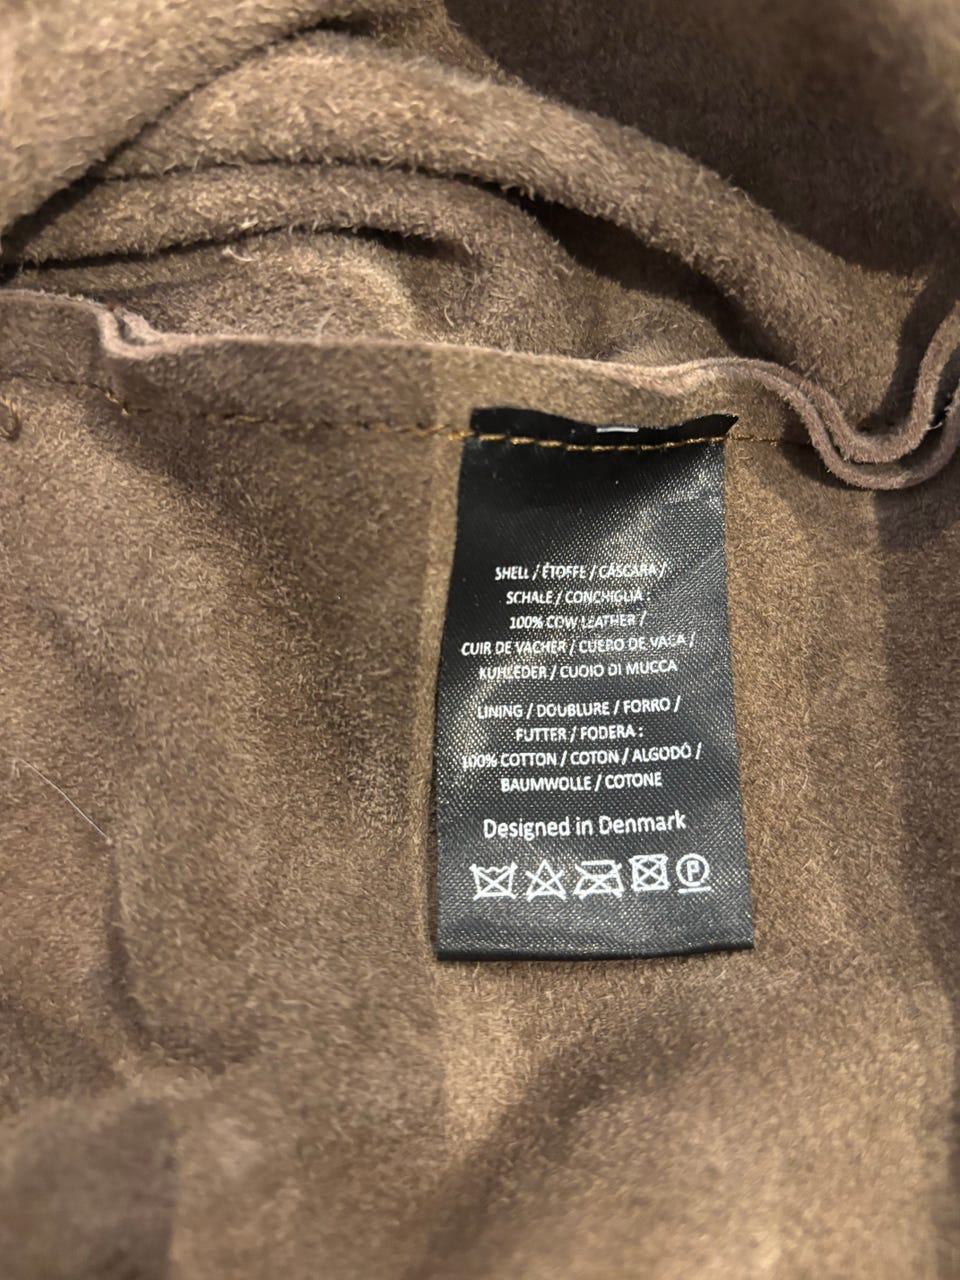 SHELL / ÉTOFFE / CÁSCARA /
SCHALE / CONCHIGLIA :
100% COW LEATHER /
CUIR DE VACHER / CUERO DE VACA /
KUHLEDER / CUOIO DI MUCCA
LINING / DOUBLURE / FORRO /
FUTTER / FODERA :
100% COTTON / COTON / ALGODÓ /
BAUMWOLLE / COTONE
Designed in Denmark
P